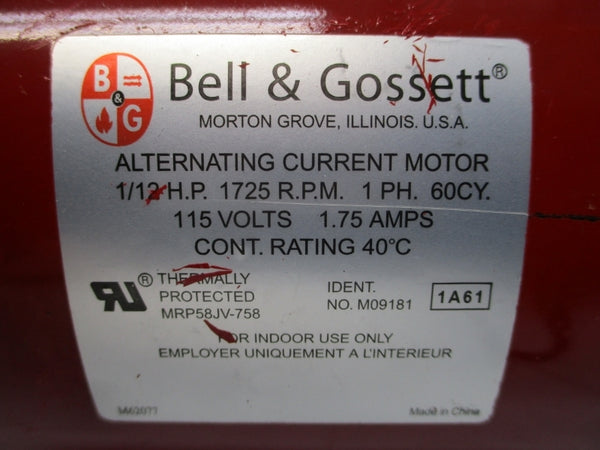 B & G
Bell & Gossett®
MORTON GROVE, ILLINOIS. U.S.A.
ALTERNATING CURRENT MOTOR
1/12 H.P. 1725 R.P.M. 1 PH. 60CY.
115 VOLTS 1.75 AMPS
CONT. RATING 40°C
® THERMALLY
PROTECTED
MRP58JV-758
IDENT.
NO. M09181
1A61
FOR INDOOR USE ONLY
EMPLOYER UNIQUEMENT A L'INTERIEUR
Made in China